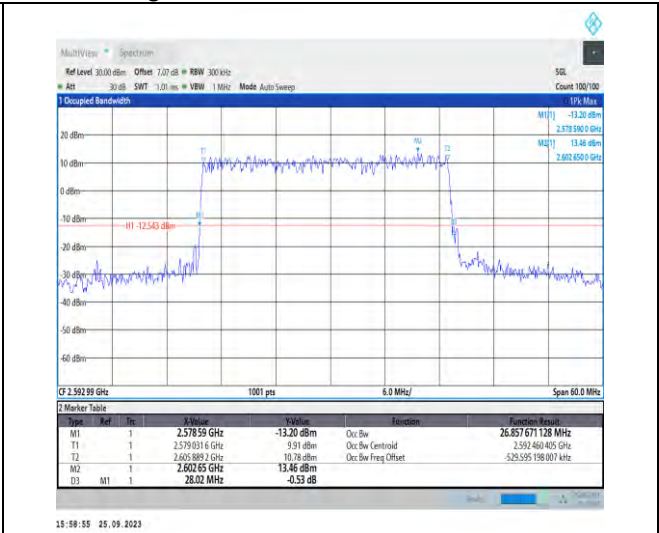 MultiView Spectrum
Ref Level 30.00 dBm Offset 7.07 dB RBW 300 kHz SGL
Att 30 dB SWT 1.01 ms VBW 1 MHz Mode Auto Sweep Count 100/100
1 Occupied Bandwidth 1Pk Max
M1[1] -13.20 dBm
2.578 590 0 GHz
20 dBm M2[1] 13.46 dBm
2.602 650 0 GHz
M2
T1 T2
10 dBm
0 dBm
M1
-10 dBm
H1 -12.543 dBm
-20 dBm
-30 dBm
-40 dBm
-50 dBm
-60 dBm
CF 2.592 99 GHz 1001 pts 6.0 MHz/ Span 60.0 MHz
2 Marker Table
Type Ref Trc X-Value Y-Value Function Function Result
M1 1 2.578 59 GHz -13.20 dBm Occ Bw 26.857 671 128 MHz
T1 1 2.579 031 6 GHz 9.91 dBm Occ Bw Centroid 2.592 460 405 GHz
T2 1 2.605 889 2 GHz 10.78 dBm Occ Bw Freq Offset -529.595 198 007 kHz
M2 1 2.602 65 GHz 13.46 dBm
D3 M1 1 28.02 MHz -0.53 dB
15:58:55 25.09.2023